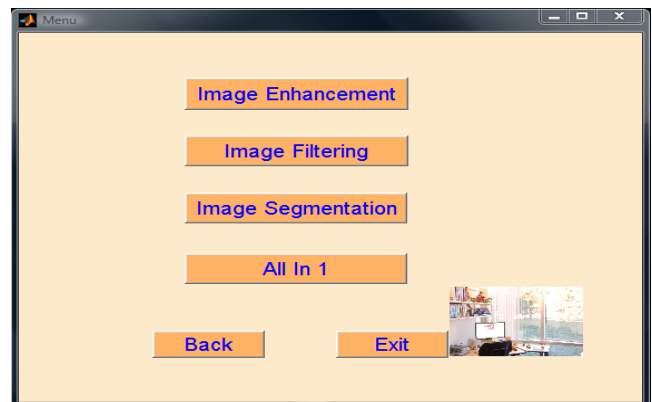 Menu
Image Enhancement
Image Filtering
Image Segmentation
All In 1
Back
Exit